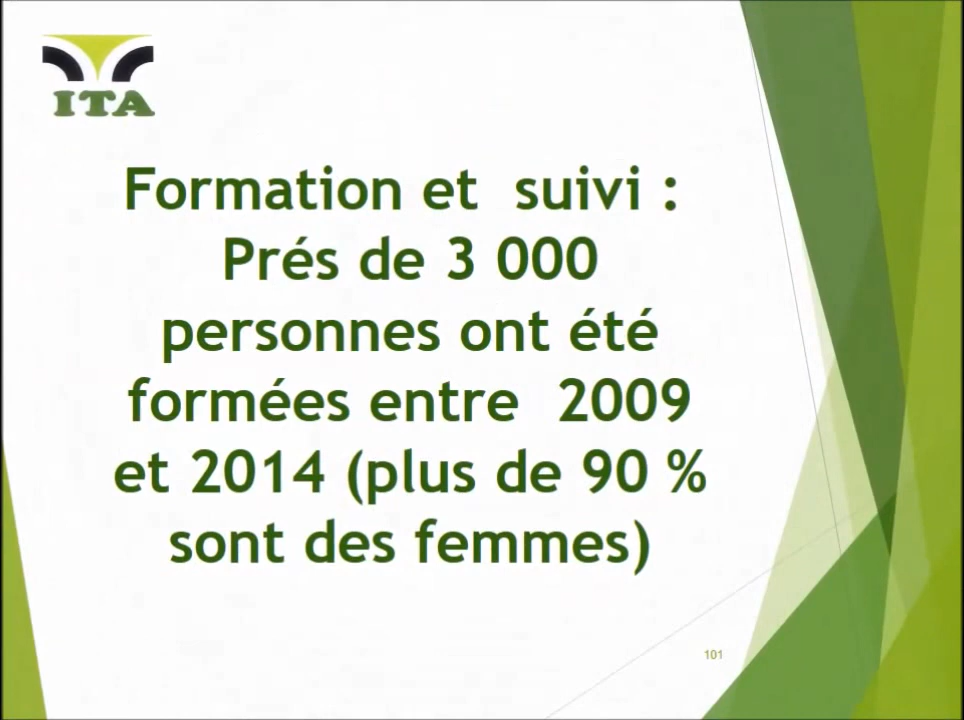 ITA
Formation et suivi :
Prés de 3 000
personnes ont été
formées entre 2009
et 2014 (plus de 90 %
sont des femmes)
101